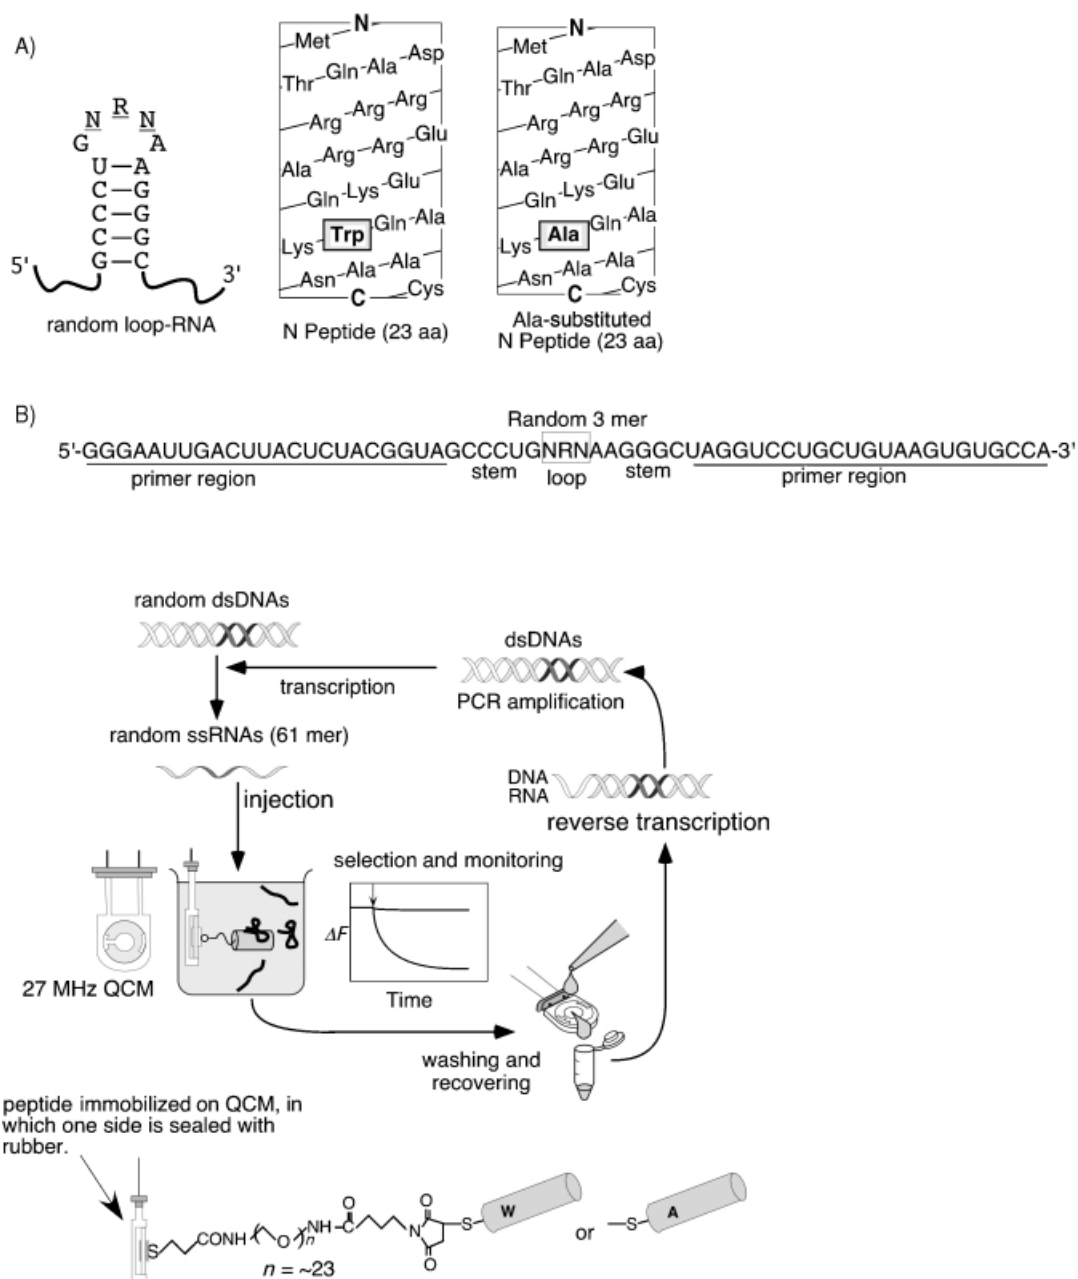 A)
N R N
G A
U A
C G
C G
C G
G C
5' 3'
random loop-RNA
N
Met
Thr Gln Ala Asp
Arg Arg Arg
Ala Arg Arg Glu
Gln Lys Glu
Lys Trp Gln Ala
Asn Ala Ala
C Cys
N Peptide (23 aa)
N
Met
Thr Gln Ala Asp
Arg Arg Arg
Ala Arg Arg Glu
Gln Lys Glu
Lys Ala Gln Ala
Asn Ala Ala
C Cys
Ala-substituted
N Peptide (23 aa)
B)
Random 3 mer
5'-GGGAAUUGACUUACUCUACGGUAGCCCUGNRNAAGGGCUAGGUCCUGCUGUAAGUGUGCCA-3'
primer region stem loop stem primer region
random dsDNAs
dsDNAs
transcription
PCR amplification
random ssRNAs (61 mer)
injection
DNA
RNA
reverse transcription
selection and monitoring
ΔF
Time
27 MHz QCM
washing and
recovering
peptide immobilized on QCM, in
which one side is sealed with
rubber.
S CONH O n NH C O N O O S W or S A
n = ~23